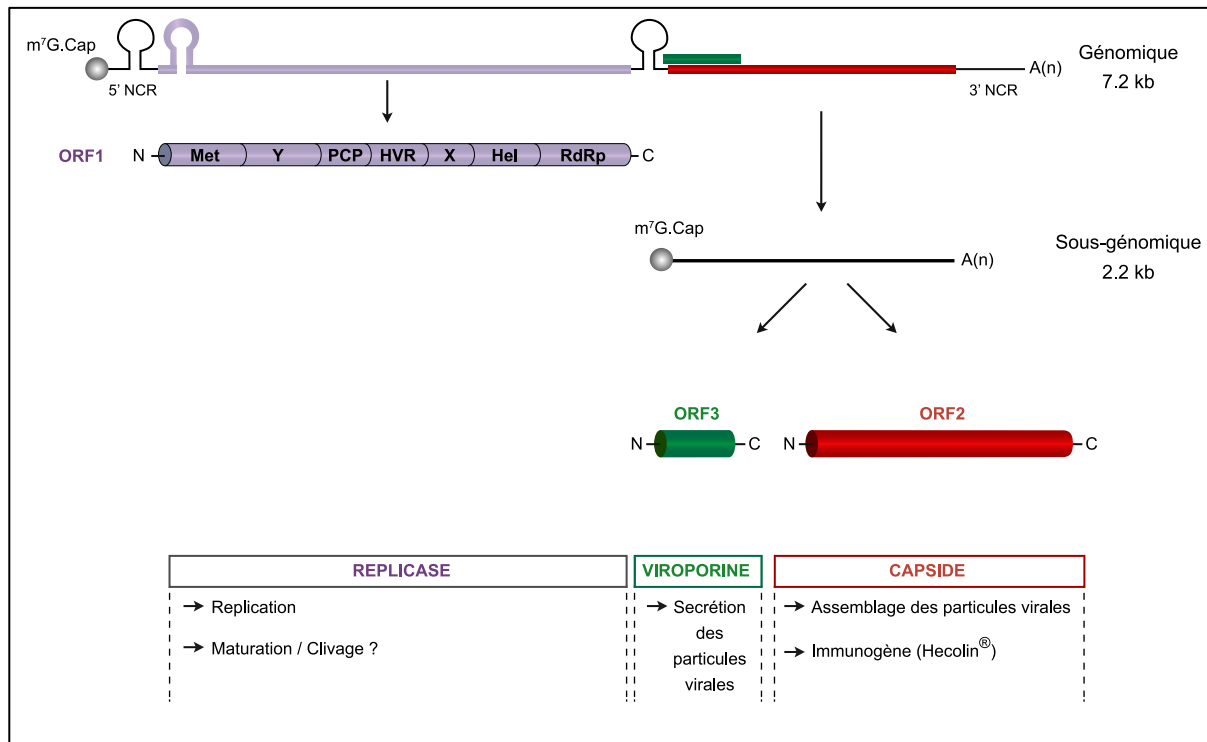 m⁷G.Cap
5' NCR
A(n)
3' NCR
Génomique
7.2 kb
ORF1
N
Met
Y
PCP
HVR
X
Hel
RdRp
C
m⁷G.Cap
A(n)
Sous-génomique
2.2 kb
ORF3
N
C
ORF2
N
C
REPLICASE
Replication
Maturation / Clivage ?
VIROPORINE
Secrétion
des
particules
virales
CAPSIDE
Assemblage des particules virales
Immunogène (Hecolin®)